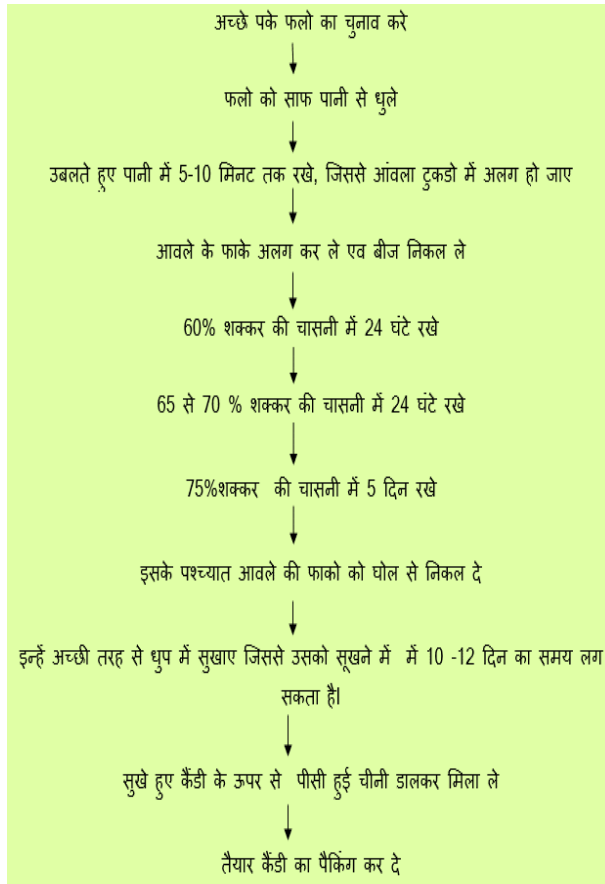 अच्छे पके फलो का चुनाव करे
फलो को साफ पानी से धुले
उबलते हुए पानी में 5-10 मिनट तक रखे, जिससे आंवला टुकडो में अलग हो जाए
आवले के फाके अलग कर ले एव बीज निकल ले
60% शक्कर की चासनी में 24 घंटे रखे
65 से 70 % शक्कर की चासनी में 24 घंटे रखे
75%शक्कर की चासनी में 5 दिन रखे
इसके पश्च्यात आवले की फाको को घोल से निकल दे
इन्हें अच्छी तरह से धुप में सुखाए जिससे उसको सूखने में में 10 -12 दिन का समय लग
सकता है।
सुखे हुए कैंडी के ऊपर से पीसी हुई चीनी डालकर मिला ले
तैयार कैंडी का पैकिंग कर दे